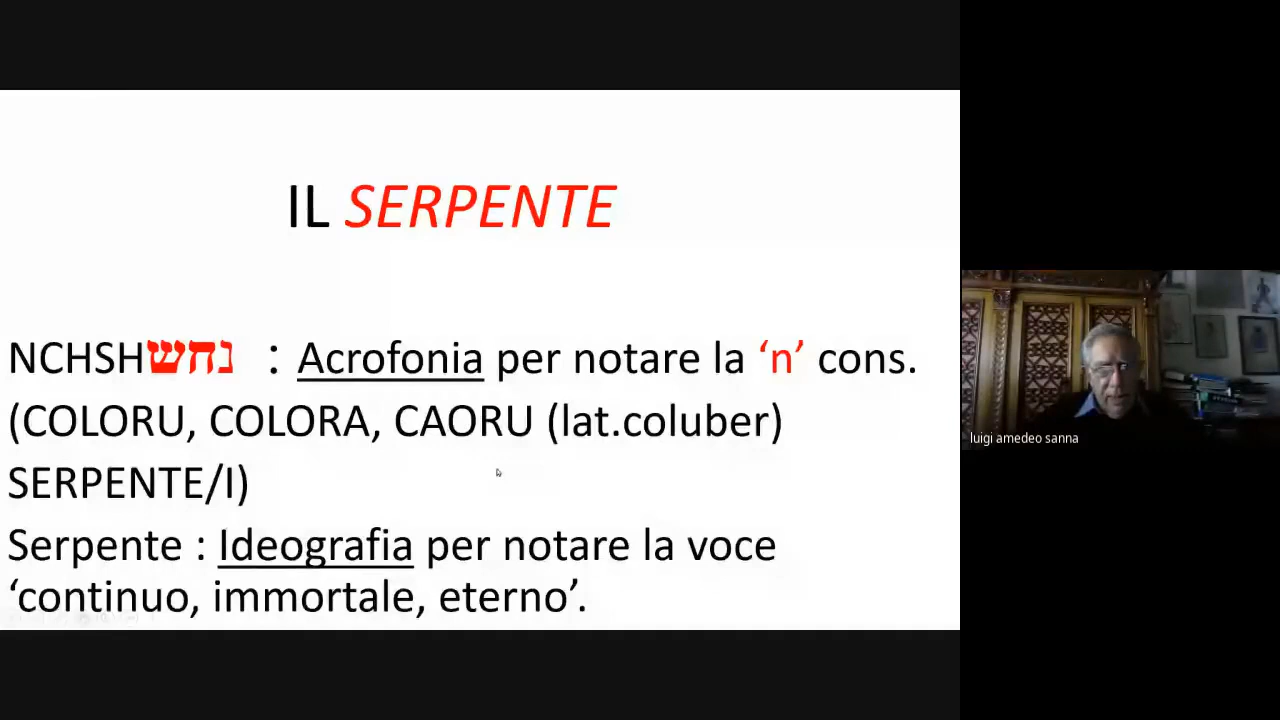 IL SERPENTE
NCHSHנחש : Acrofonia per notare la ‘n’ cons.
(COLORU, COLORA, CAORU (lat.coluber)
SERPENTE/I)
Serpente : Ideografia per notare la voce
‘continuo, immortale, eterno’.
luigi amedeo sanna